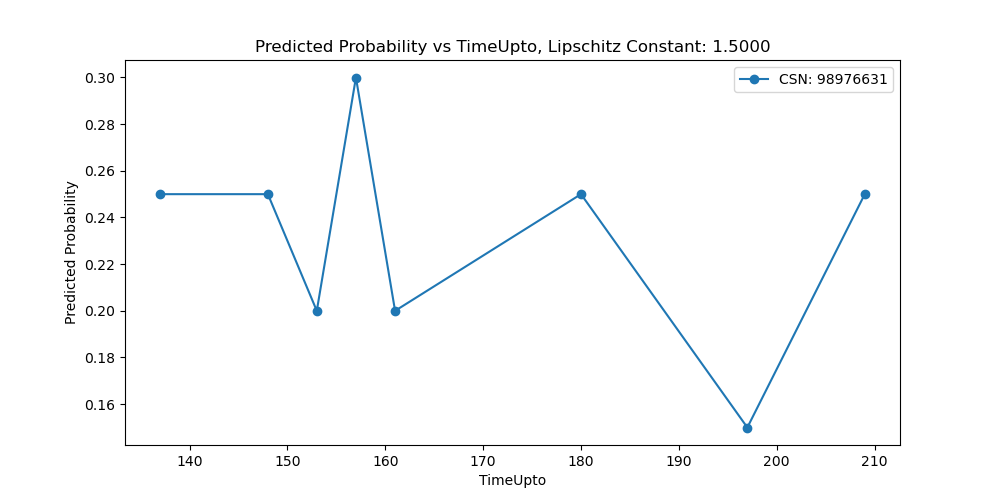 Predicted Probability vs TimeUpto, Lipschitz Constant: 1.5000
CSN: 98976631
Predicted Probability
0.30
0.28
0.26
0.24
0.22
0.20
0.18
0.16
140 150 160 170 180 190 200 210
TimeUpto